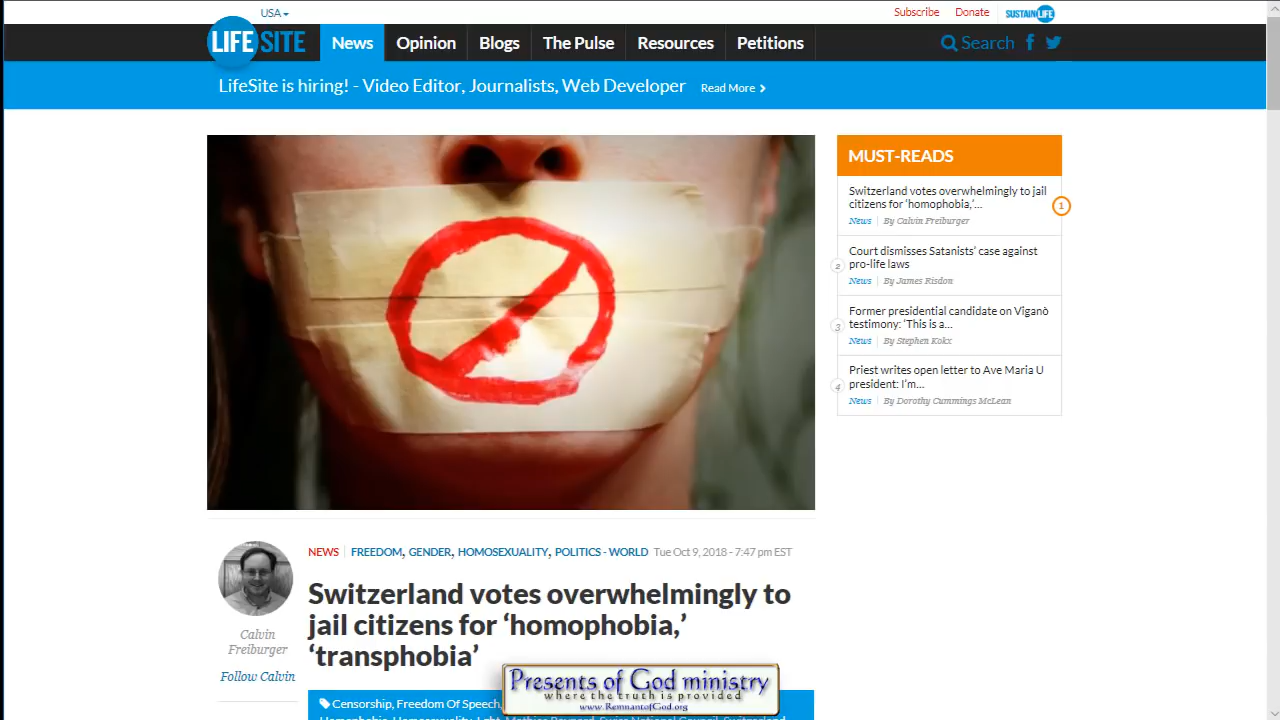 USA
Subscribe
Donate
SUSTAINLIFE
LIFESITE
News
Opinion
Blogs
The Pulse
Resources
Petitions
Search
LifeSite is hiring! - Video Editor, Journalists, Web Developer
Read More
MUST-READS
Switzerland votes overwhelmingly to jail
citizens for ‘homophobia,’...
News | By Calvin Freiburger
1
Court dismisses Satanists’ case against
pro-life laws
News | By James Risdon
2
Former presidential candidate on Viganò
testimony: ‘This is a...
News | By Stephen Kokx
3
Priest writes open letter to Ave Maria U
president: I’m...
News | By Dorothy Cummings McLean
4
NEWS | FREEDOM, GENDER, HOMOSEXUALITY, POLITICS - WORLD Tue Oct 9, 2018 - 7:47 pm EST
Switzerland votes overwhelmingly to
jail citizens for ‘homophobia,’
‘transphobia’
Calvin
Freiburger
Follow Calvin
Censorship, Freedom Of Speech,
Presents of God ministry
where the truth is provided
www.RemnantofGod.org